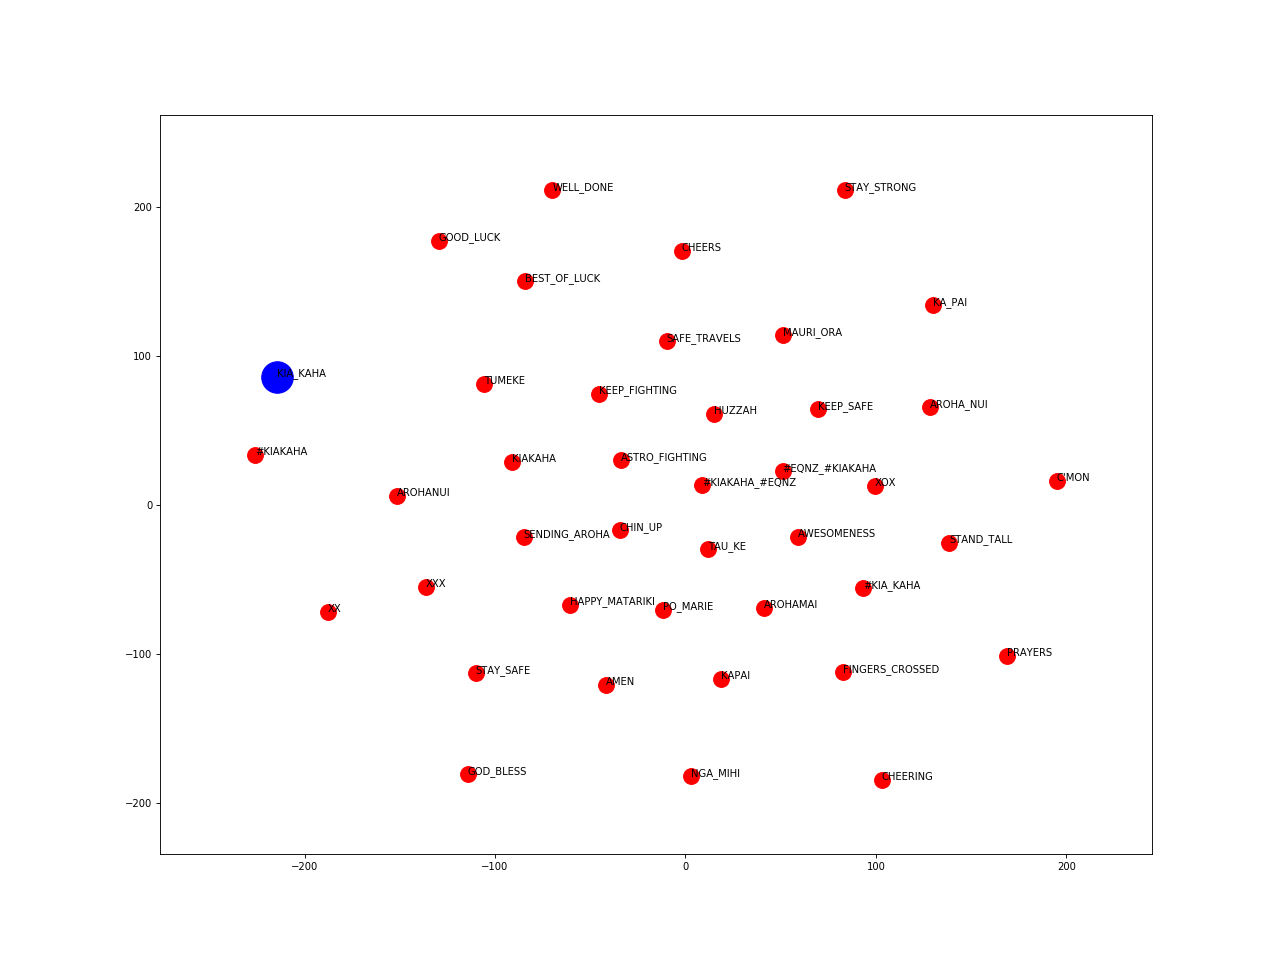 WELL_DONE
STAY_STRONG
200
GOOD_LUCK
CHEERS
BEST_OF_LUCK
KA_PAI
MAURI_ORA
SAFE_TRAVELS
100
KIA_KAHA
TUMEKE
KEEP_FIGHTING
HUZZAH
KEEP_SAFE
AROHA_NUI
#KIAKAHA
KIAKAHA
ASTRO_FIGHTING
#EQNZ_#KIAKAHA
#KIAKAHA_#EQNZ
XOX
C'MON
AROHANUI
0
SENDING_AROHA
CHIN_UP
TAU_KE
AWESOMENESS
STAND_TALL
XXX
#KIA_KAHA
XX
HAPPY_MATARIKI
PO_MARIE
AROHAMAI
−100
PRAYERS
STAY_SAFE
AMEN
KAPAI
FINGERS_CROSSED
GOD_BLESS
NGA_MIHI
CHEERING
−200
−200 −100 0 100 200